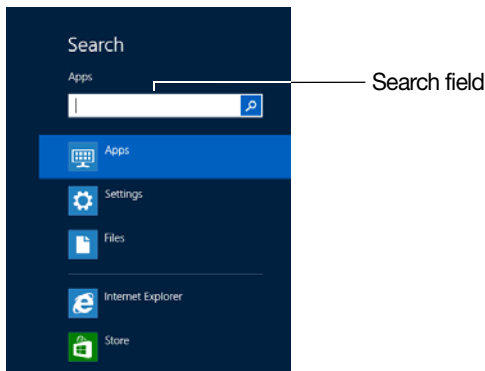 Search
Apps
Search field
Apps
Settings
Files
Internet Explorer
Store